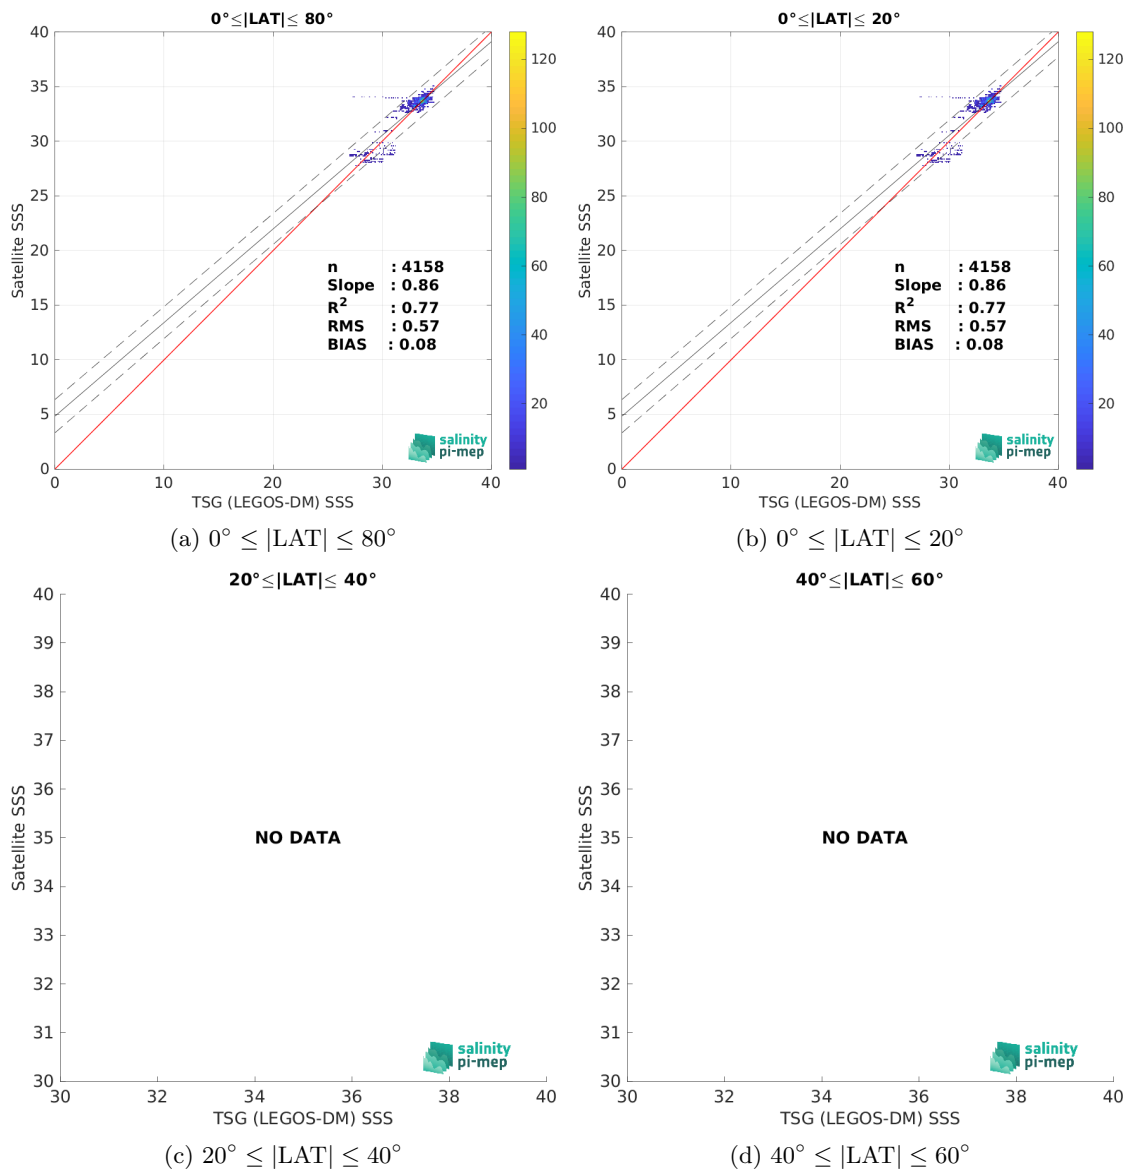 0°≤|LAT|≤ 80°
40
35
30
25
20
15
10
5
0
Satellite SSS
n : 4158
Slope : 0.86
R² : 0.77
RMS : 0.57
BIAS : 0.08
salinity
pi-mep
0 10 20 30 40
TSG (LEGOS-DM) SSS
120
100
80
60
40
20
(a) 0° ≤ |LAT| ≤ 80°
0°≤|LAT|≤ 20°
40
35
30
25
20
15
10
5
0
Satellite SSS
n : 4158
Slope : 0.86
R² : 0.77
RMS : 0.57
BIAS : 0.08
salinity
pi-mep
0 10 20 30 40
TSG (LEGOS-DM) SSS
120
100
80
60
40
20
(b) 0° ≤ |LAT| ≤ 20°
20°≤|LAT|≤ 40°
40
39
38
37
36
35
34
33
32
31
30
Satellite SSS
NO DATA
salinity
pi-mep
30 32 34 36 38 40
TSG (LEGOS-DM) SSS
(c) 20° ≤ |LAT| ≤ 40°
40°≤|LAT|≤ 60°
40
39
38
37
36
35
34
33
32
31
30
Satellite SSS
NO DATA
salinity
pi-mep
30 32 34 36 38 40
TSG (LEGOS-DM) SSS
(d) 40° ≤ |LAT| ≤ 60°